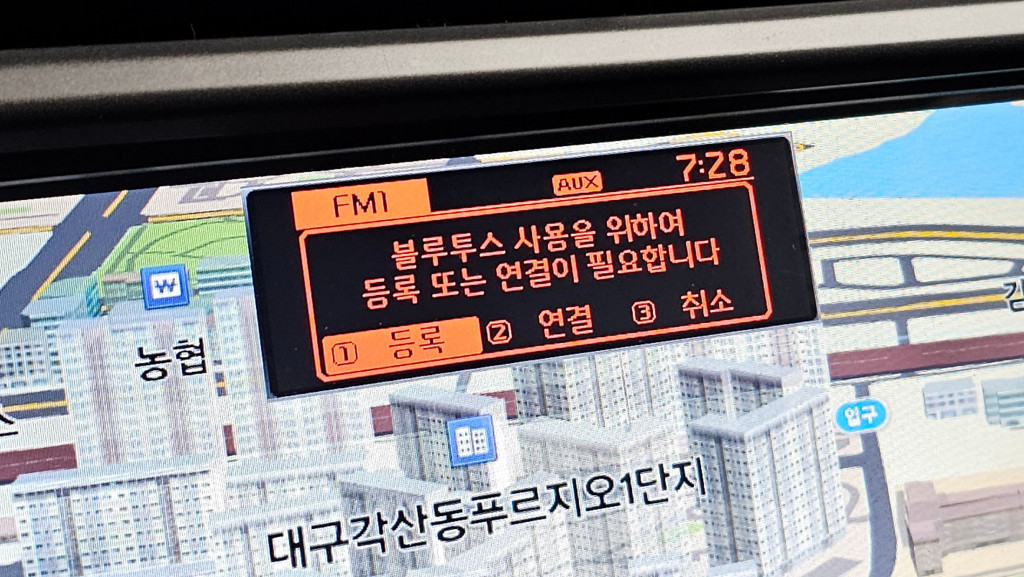 FM1
AUX
7:28
블루투스 사용을 위하여
등록 또는 연결이 필요합니다
1 등록 2 연결 3 취소
₩
농협
입구
대구각산동푸르지오1단지